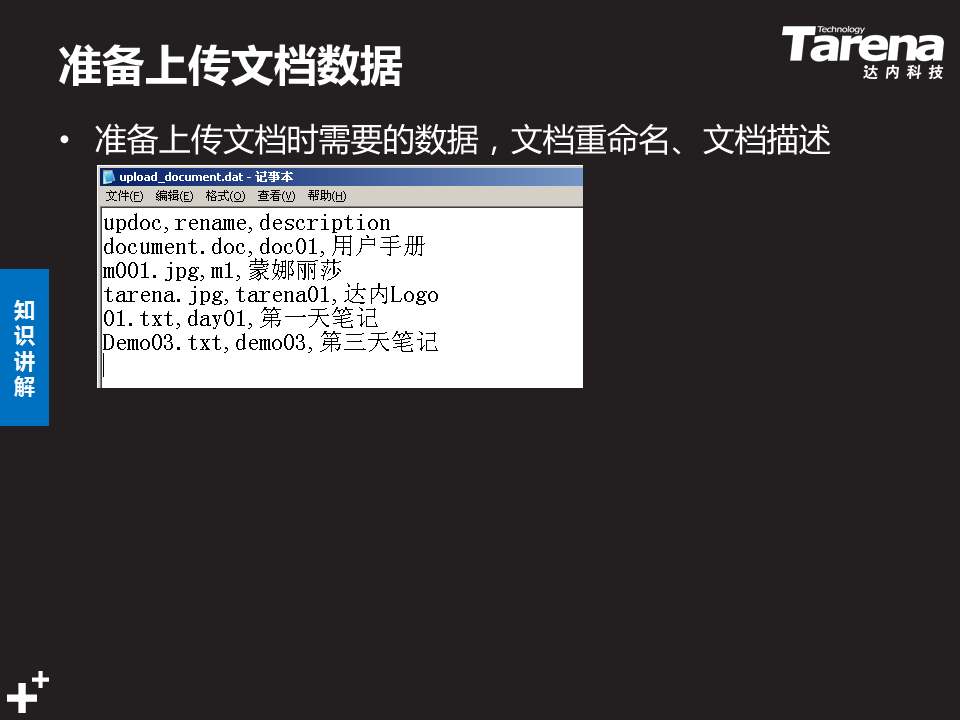 准备上传文档数据
Technology
Tarena
达内科技
• 准备上传文档时需要的数据，文档重命名、文档描述
upload_document.dat - 记事本
文件(F) 编辑(E) 格式(O) 查看(V) 帮助(H)
updoc,rename,description
document.doc,doc01,用户手册
m001.jpg,m1,蒙娜丽莎
tarena.jpg,tarena01,达内Logo
01.txt,day01,第一天笔记
Demo03.txt,demo03,第三天笔记
知识讲解